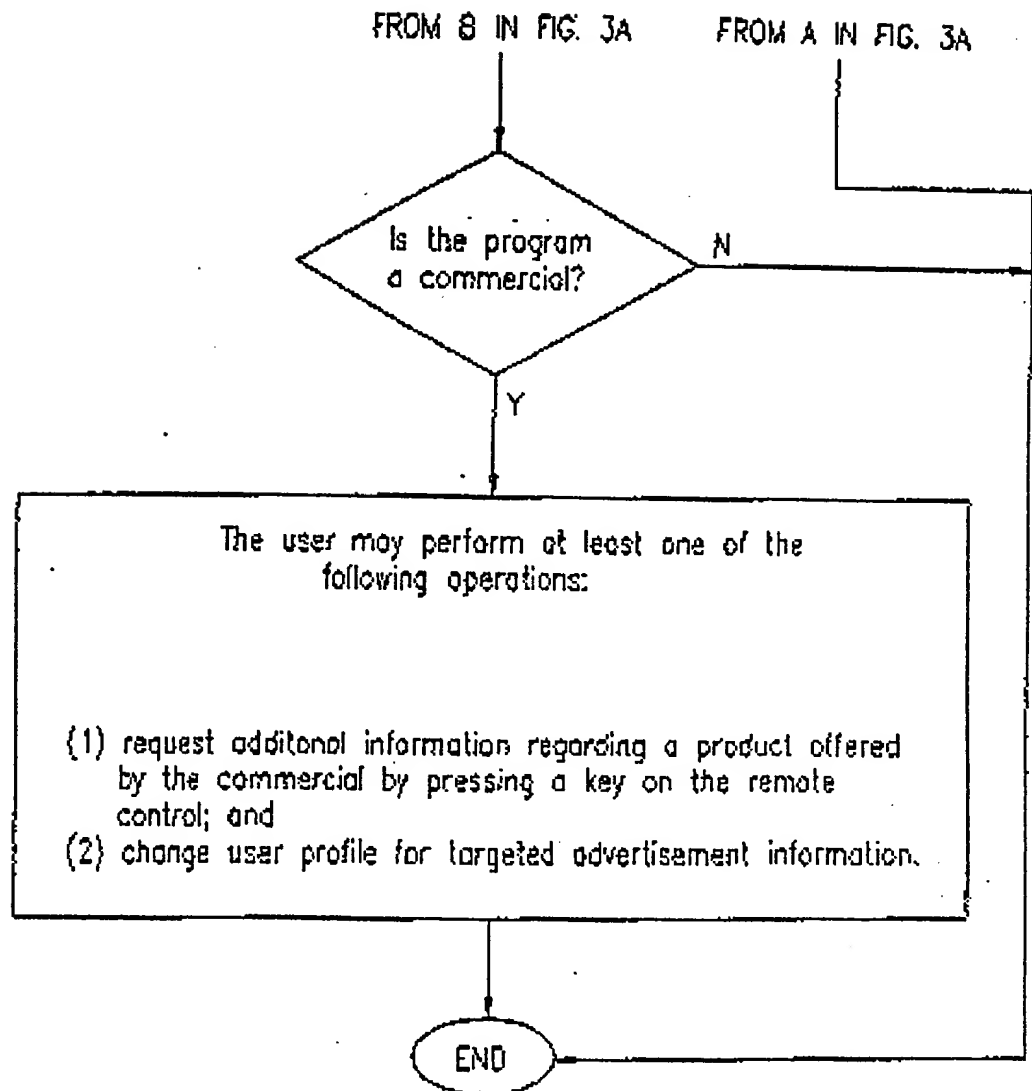 FROM B IN FIG. 3A
FROM A IN FIG. 3A
Is the program
a commercial?
N
Y
The user may perform at least one of the
following operations:
(1) request additonal information regarding a product offered
by the commercial by pressing a key on the remote
control; and
(2) change user profile for targeted advertisement information.
END